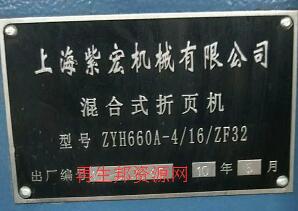 上海紫宏机械有限公司
混合式折页机
型号 ZYH660A-4/16/ZF32
出厂编 10 年 月
再生邦资源网